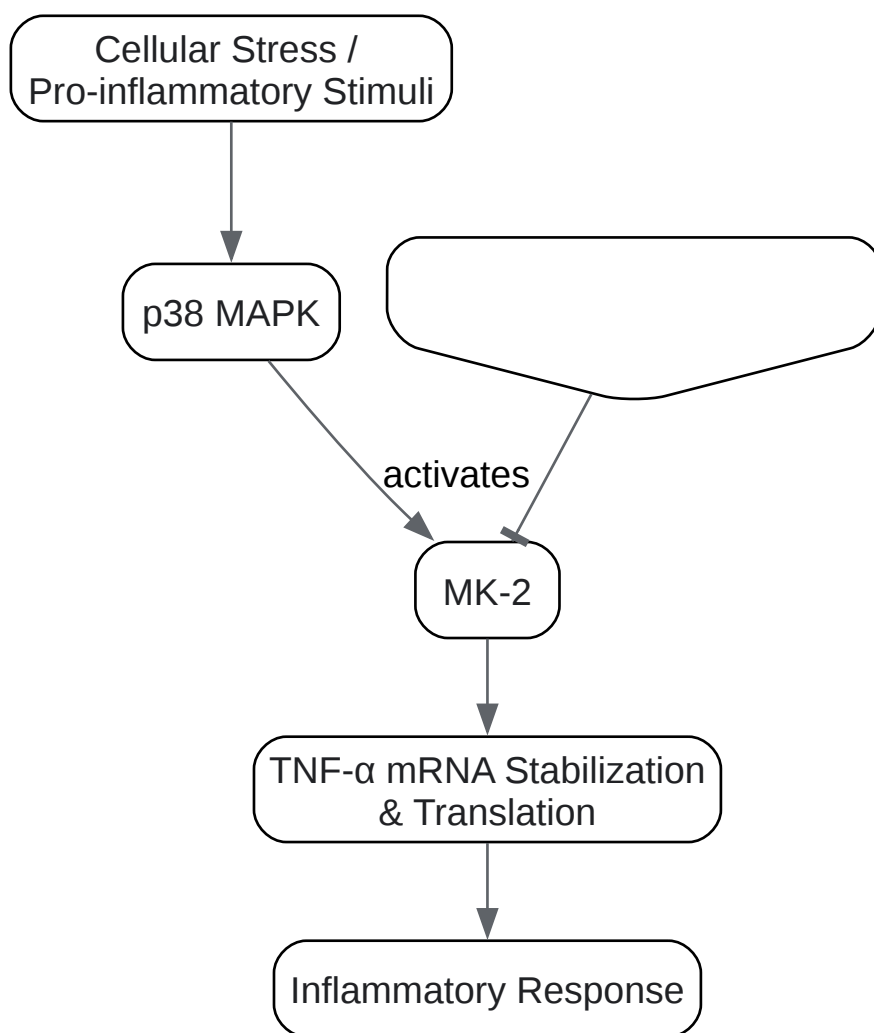 Cellular Stress /
Pro-inflammatory Stimuli
p38 MAPK
activates
MK-2
TNF-α mRNA Stabilization
& Translation
Inflammatory Response